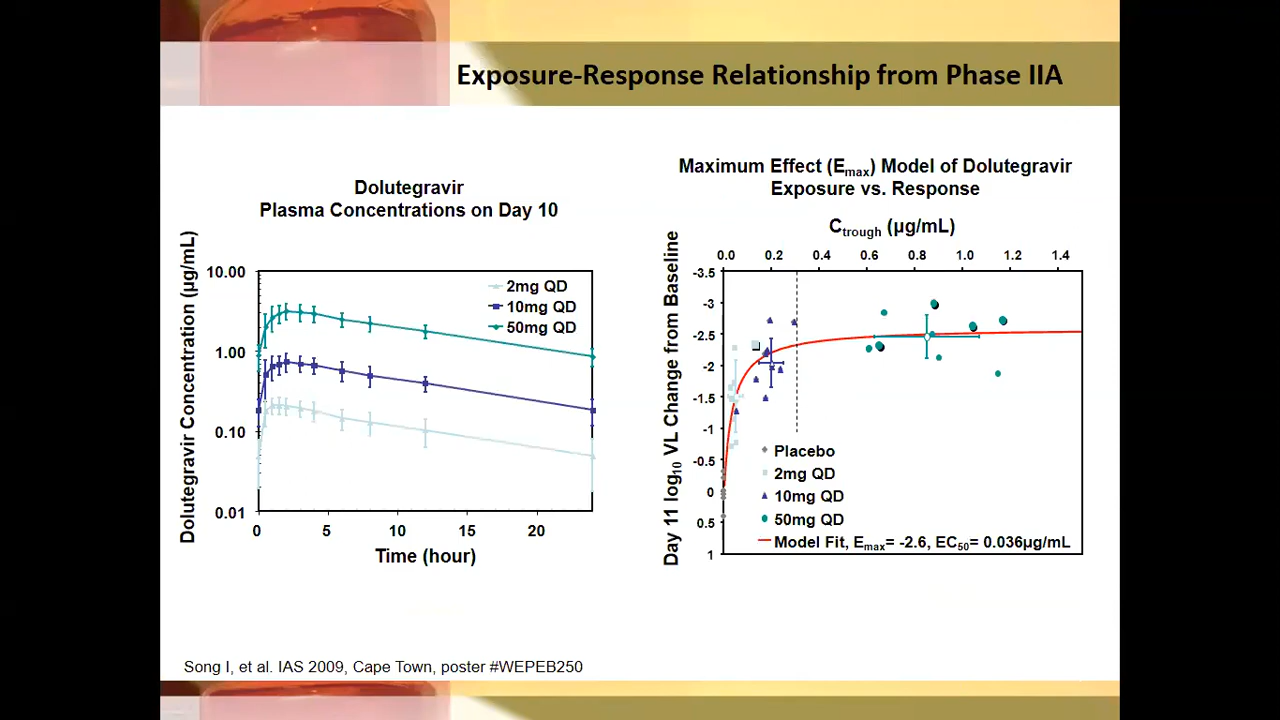 Exposure-Response Relationship from Phase IIA
Dolutegravir
Plasma Concentrations on Day 10
Dolutegravir Concentration (µg/mL)
10.00
1.00
0.10
0.01
0
5
10
15
20
Time (hour)
2mg QD
10mg QD
50mg QD
Maximum Effect (Emax) Model of Dolutegravir
Exposure vs. Response
Ctrough (µg/mL)
0.0 0.2 0.4 0.6 0.8 1.0 1.2 1.4
Day 11 log10 VL Change from Baseline
-3.5
-3
-2.5
-2
-1.5
-1
-0.5
0
0.5
1
Placebo
2mg QD
10mg QD
50mg QD
Model Fit, Emax= -2.6, EC50= 0.036µg/mL
Song I, et al. IAS 2009, Cape Town, poster #WEPEB250